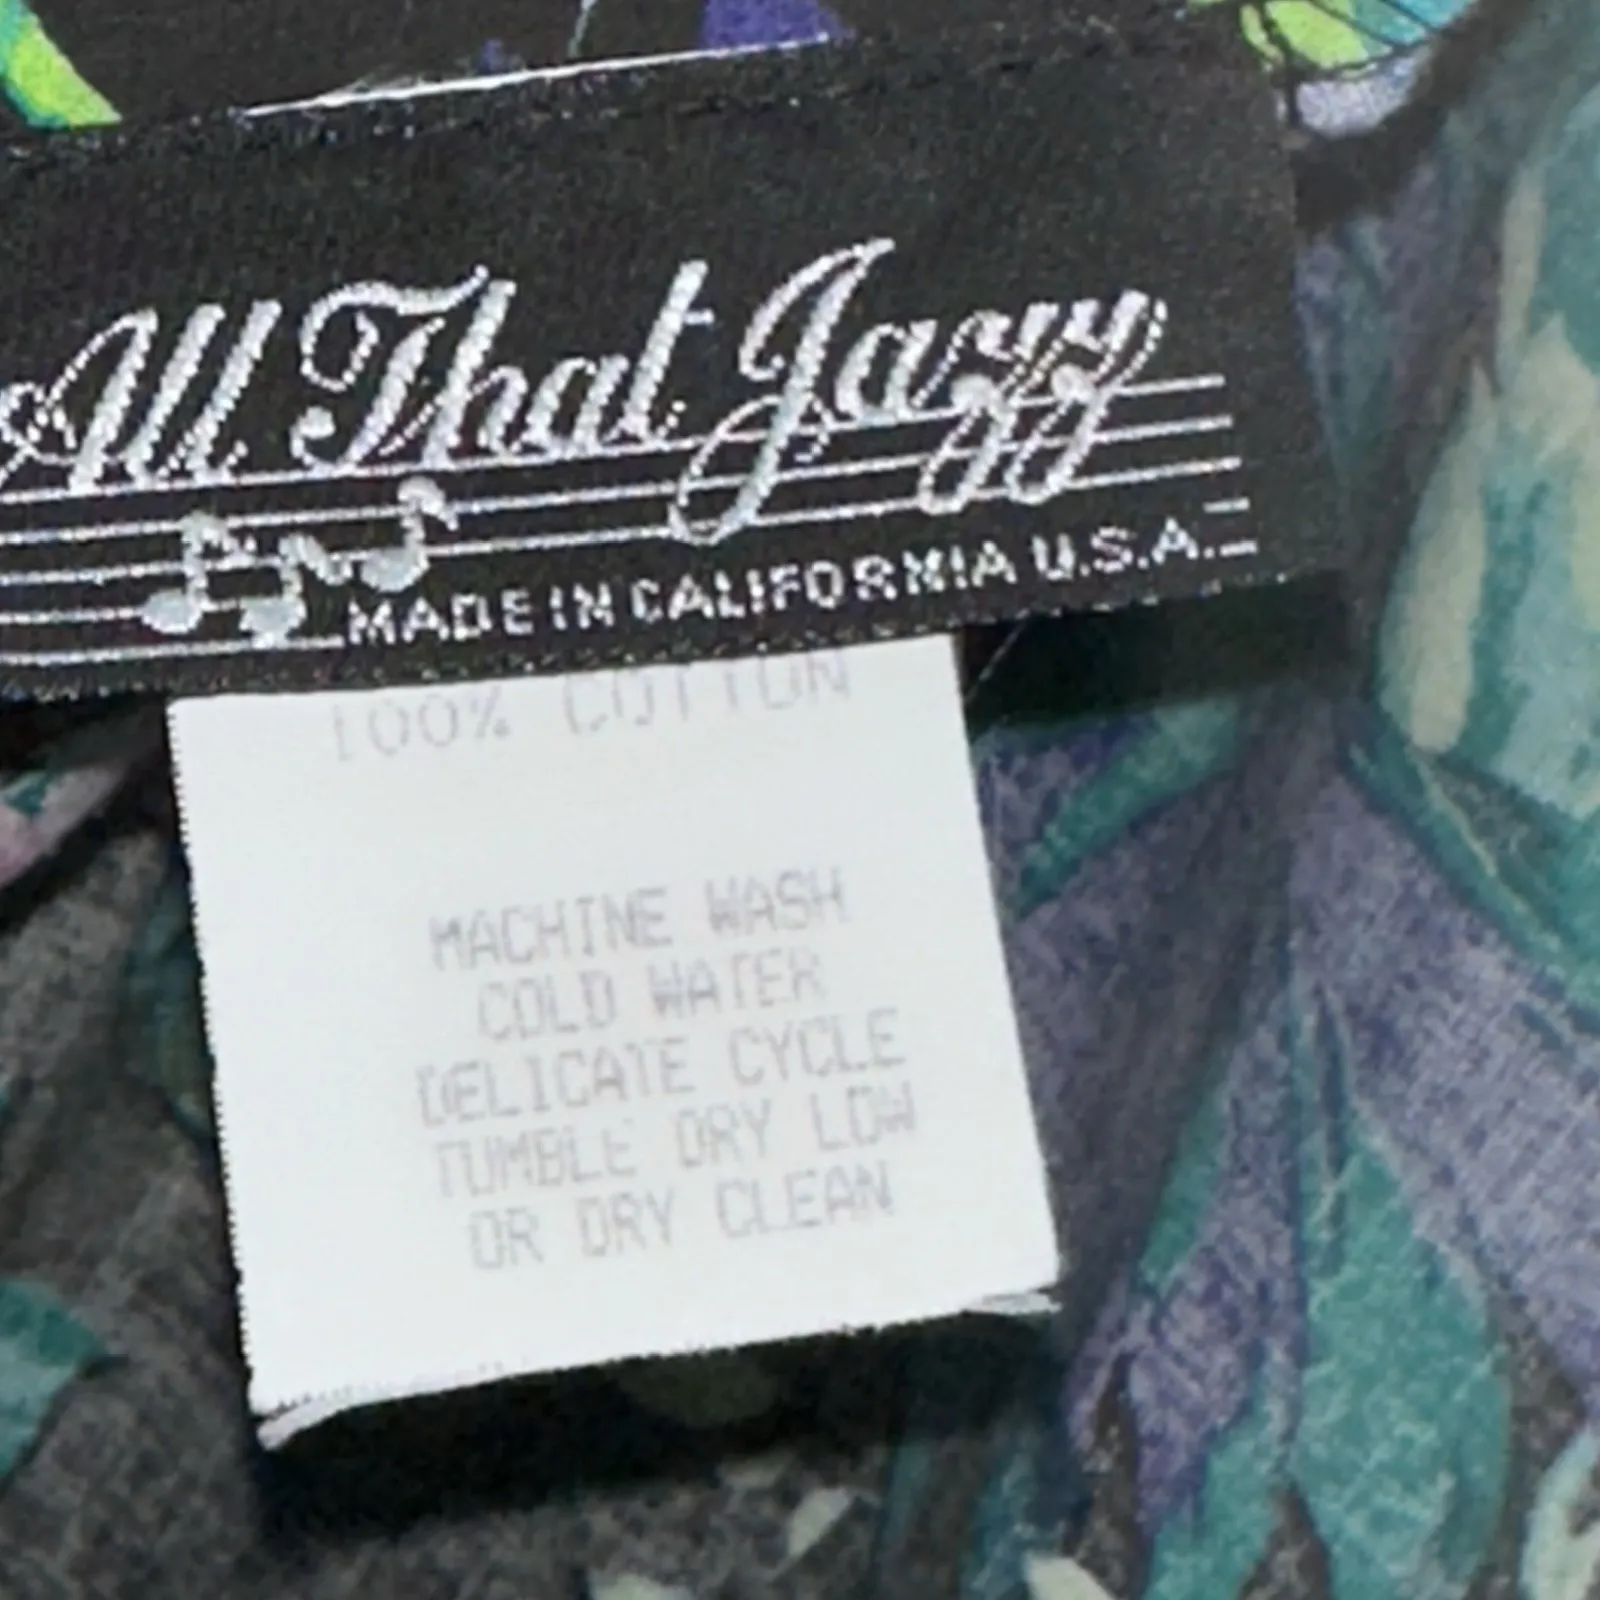 All That Jazz
MADE IN CALIFORNIA U.S.A.
100% COTTON
MACHINE WASH
COLD WATER
DELICATE CYCLE
TUMBLE DRY LOW
OR DRY CLEAN